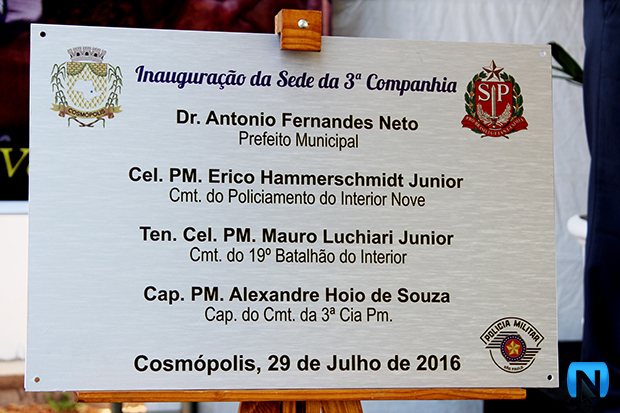 Inauguração da Sede da 3ª Companhia
COSMÓPOLIS
SP
Dr. Antonio Fernandes Neto
Prefeito Municipal
Cel. PM. Erico Hammerschmidt Junior
Cmt. do Policiamento do Interior Nove
Ten. Cel. PM. Mauro Luchiari Junior
Cmt. do 19º Batalhão do Interior
Cap. PM. Alexandre Hoio de Souza
Cap. do Cmt. da 3ª Cia Pm.
POLÍCIA MILITAR
SÃO PAULO
Cosmópolis, 29 de Julho de 2016
N